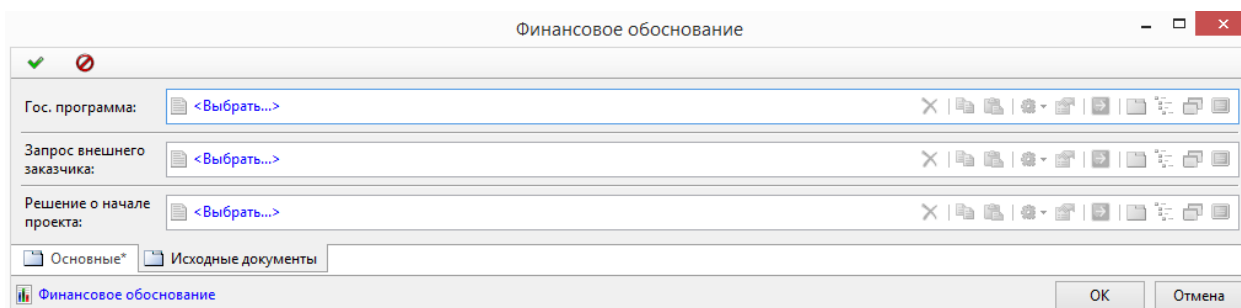 Финансовое обоснование
Гос. программа:
<Выбрать...>
Запрос внешнего
заказчика:
<Выбрать...>
Решение о начале
проекта:
<Выбрать...>
Основные* Исходные документы
Финансовое обоснование
ОК Отмена